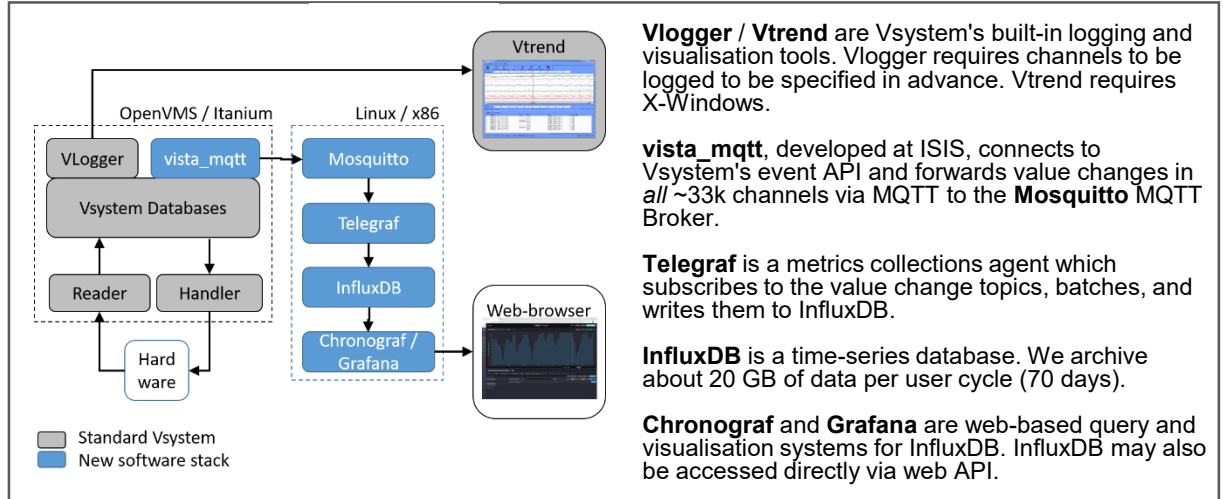 Vtrend
OpenVMS / Itanium
Linux / x86
VLogger
vista_mqtt
Mosquitto
Vsystem Databases
Telegraf
Reader
Handler
InfluxDB
Web-browser
Hard
ware
Chronograf /
Grafana
Standard Vsystem
New software stack
Vlogger / Vtrend are Vsystem's built-in logging and
visualisation tools. Vlogger requires channels to be
logged to be specified in advance. Vtrend requires
X-Windows.
vista_mqtt, developed at ISIS, connects to
Vsystem's event API and forwards value changes in
all ~33k channels via MQTT to the Mosquitto MQTT
Broker.
Telegraf is a metrics collections agent which
subscribes to the value change topics, batches, and
writes them to InfluxDB.
InfluxDB is a time-series database. We archive
about 20 GB of data per user cycle (70 days).
Chronograf and Grafana are web-based query and
visualisation systems for InfluxDB. InfluxDB may also
be accessed directly via web API.